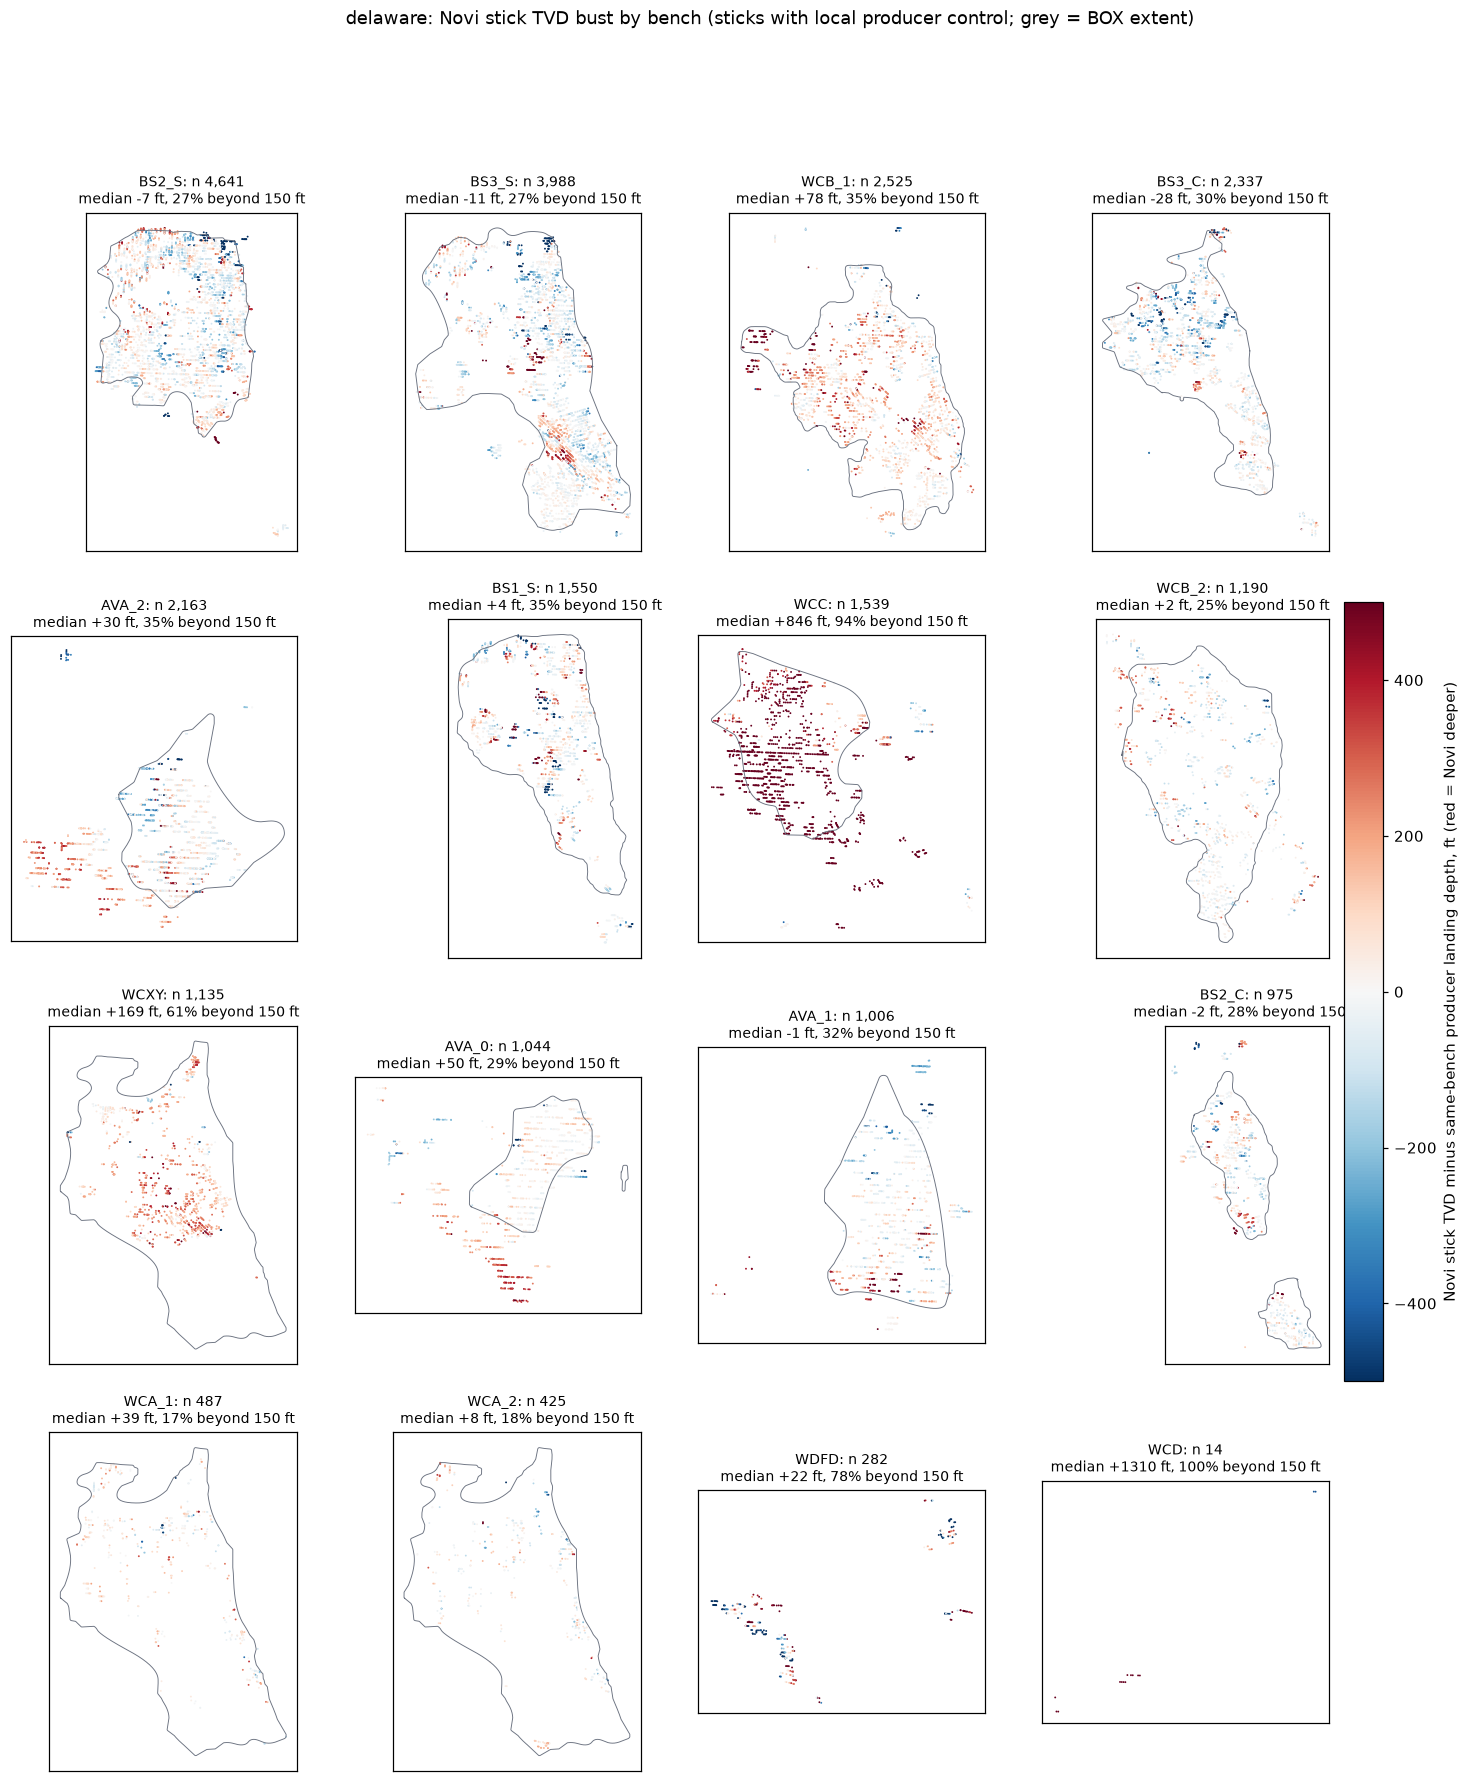 delaware: Novi stick TVD bust by bench (sticks with local producer control; grey = BOX extent)
BS2_S: n 4,641
median -7 ft, 27% beyond 150 ft
BS3_S: n 3,988
median -11 ft, 27% beyond 150 ft
WCB_1: n 2,525
median +78 ft, 35% beyond 150 ft
BS3_C: n 2,337
median -28 ft, 30% beyond 150 ft
AVA_2: n 2,163
median +30 ft, 35% beyond 150 ft
BS1_S: n 1,550
median +4 ft, 35% beyond 150 ft
WCC: n 1,539
median +846 ft, 94% beyond 150 ft
WCB_2: n 1,190
median +2 ft, 25% beyond 150 ft
WCXY: n 1,135
median +169 ft, 61% beyond 150 ft
AVA_0: n 1,044
median +50 ft, 29% beyond 150 ft
AVA_1: n 1,006
median -1 ft, 32% beyond 150 ft
BS2_C: n 975
median -2 ft, 28% beyond 150
WCA_1: n 487
median +39 ft, 17% beyond 150 ft
WCA_2: n 425
median +8 ft, 18% beyond 150 ft
WDFD: n 282
median +22 ft, 78% beyond 150 ft
WCD: n 14
median +1310 ft, 100% beyond 150 ft
400
200
0
−200
−400
Novi stick TVD minus same-bench producer landing depth, ft (red = Novi deeper)